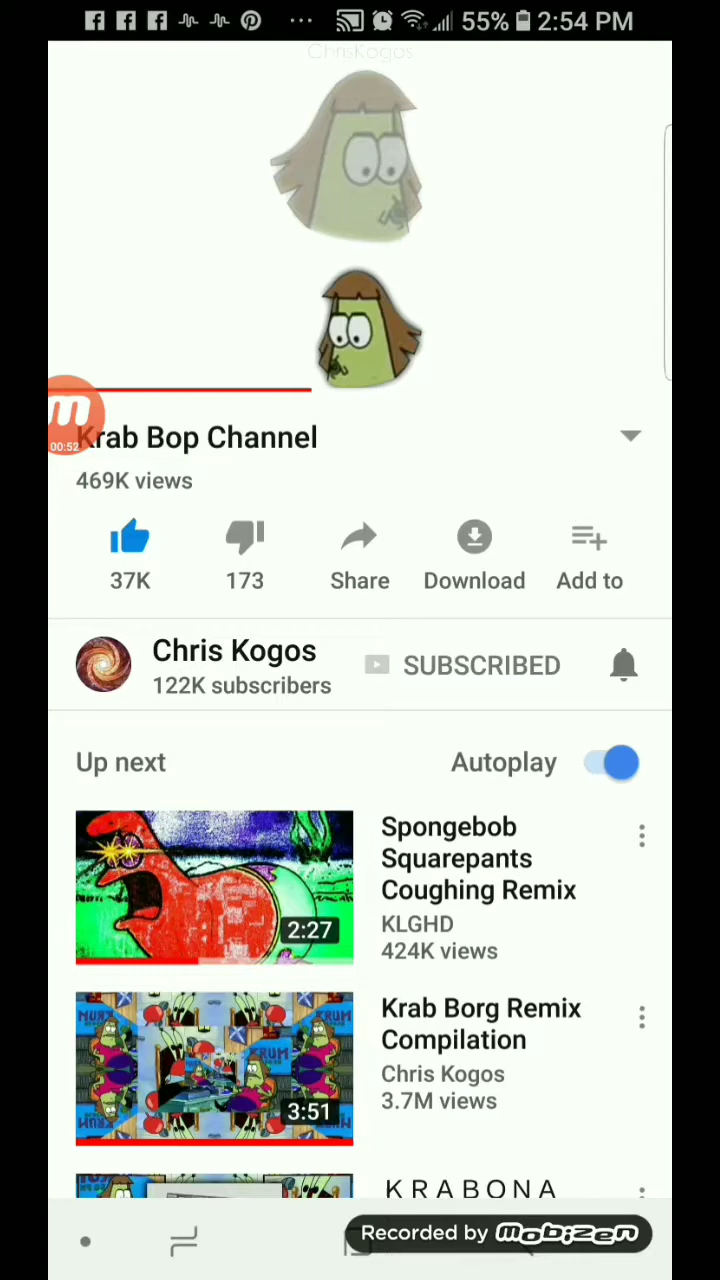 55% 2:54 PM
ChrisKogos
00:52
Krab Bop Channel
469K views
37K
173
Share
Download
Add to
Chris Kogos
122K subscribers
SUBSCRIBED
Up next
Autoplay
Spongebob
Squarepants
Coughing Remix
KLGHD
424K views
2:27
Krab Borg Remix
Compilation
Chris Kogos
3.7M views
3:51
KRABONA
Recorded by mobizen